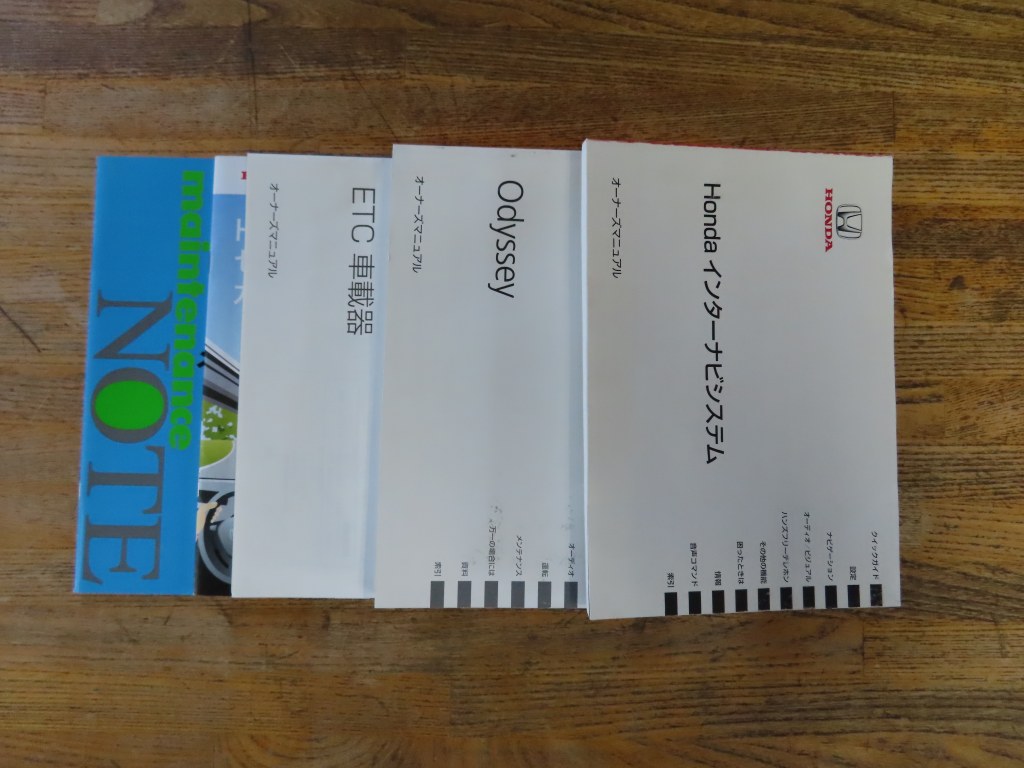 HONDA
Honda インターナビシステム
オーナーズマニュアル
クイックガイド
設定
ナビゲーション
オーディオ ビジュアル
ハンズフリーテレホン
その他の機能
困ったときは
情報
音声コマンド
索引
Odyssey
オーナーズマニュアル
オーディオ
運転
メンテナンス
万一の場合には
資料
索引
ETC 車載器
オーナーズマニュアル
maintenance
NOTE